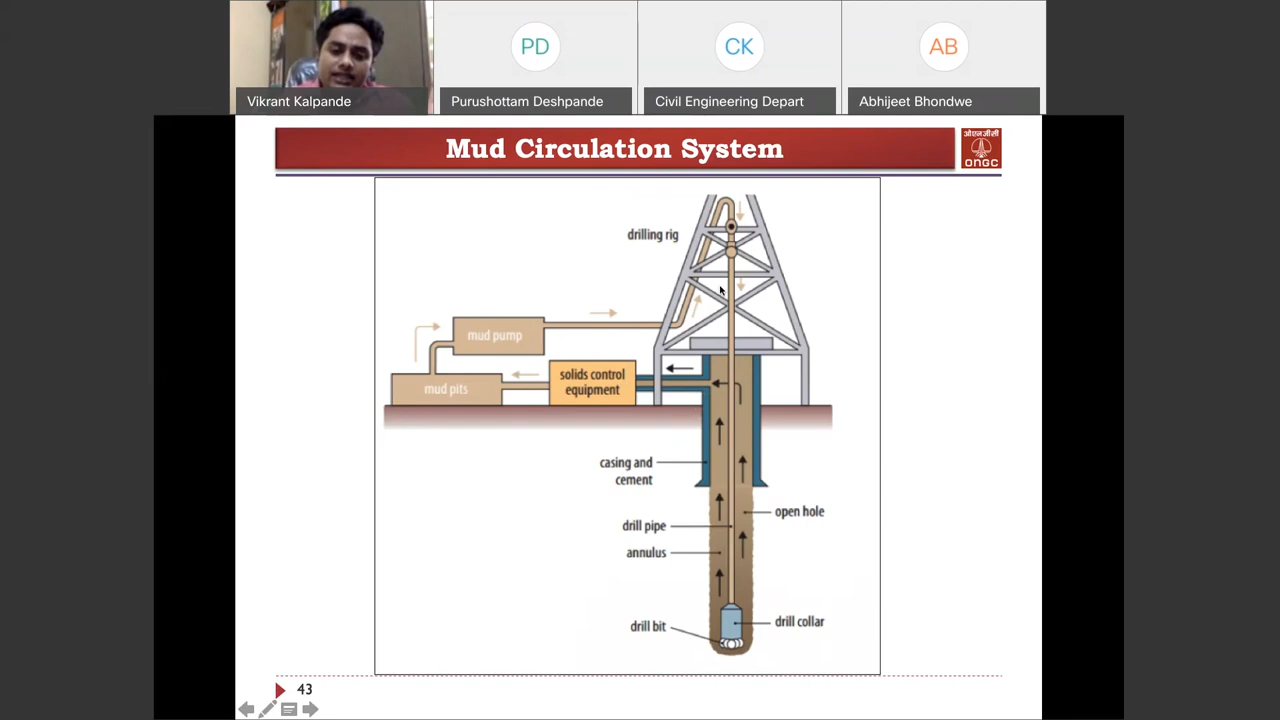 PD
CK
AB
Vikrant Kalpande
Purushottam Deshpande
Civil Engineering Depart
Abhijeet Bhondwe
Mud Circulation System
ओएनजीसी
ONGC
drilling rig
mud pump
solids control
equipment
mud pits
casing and
cement
open hole
drill pipe
annulus
drill bit
drill collar
43